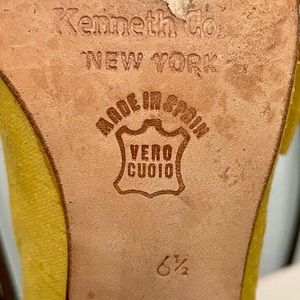 Kenneth Co
NEW YORK
MADE IN SPAIN
VERO
CUOIO
6½